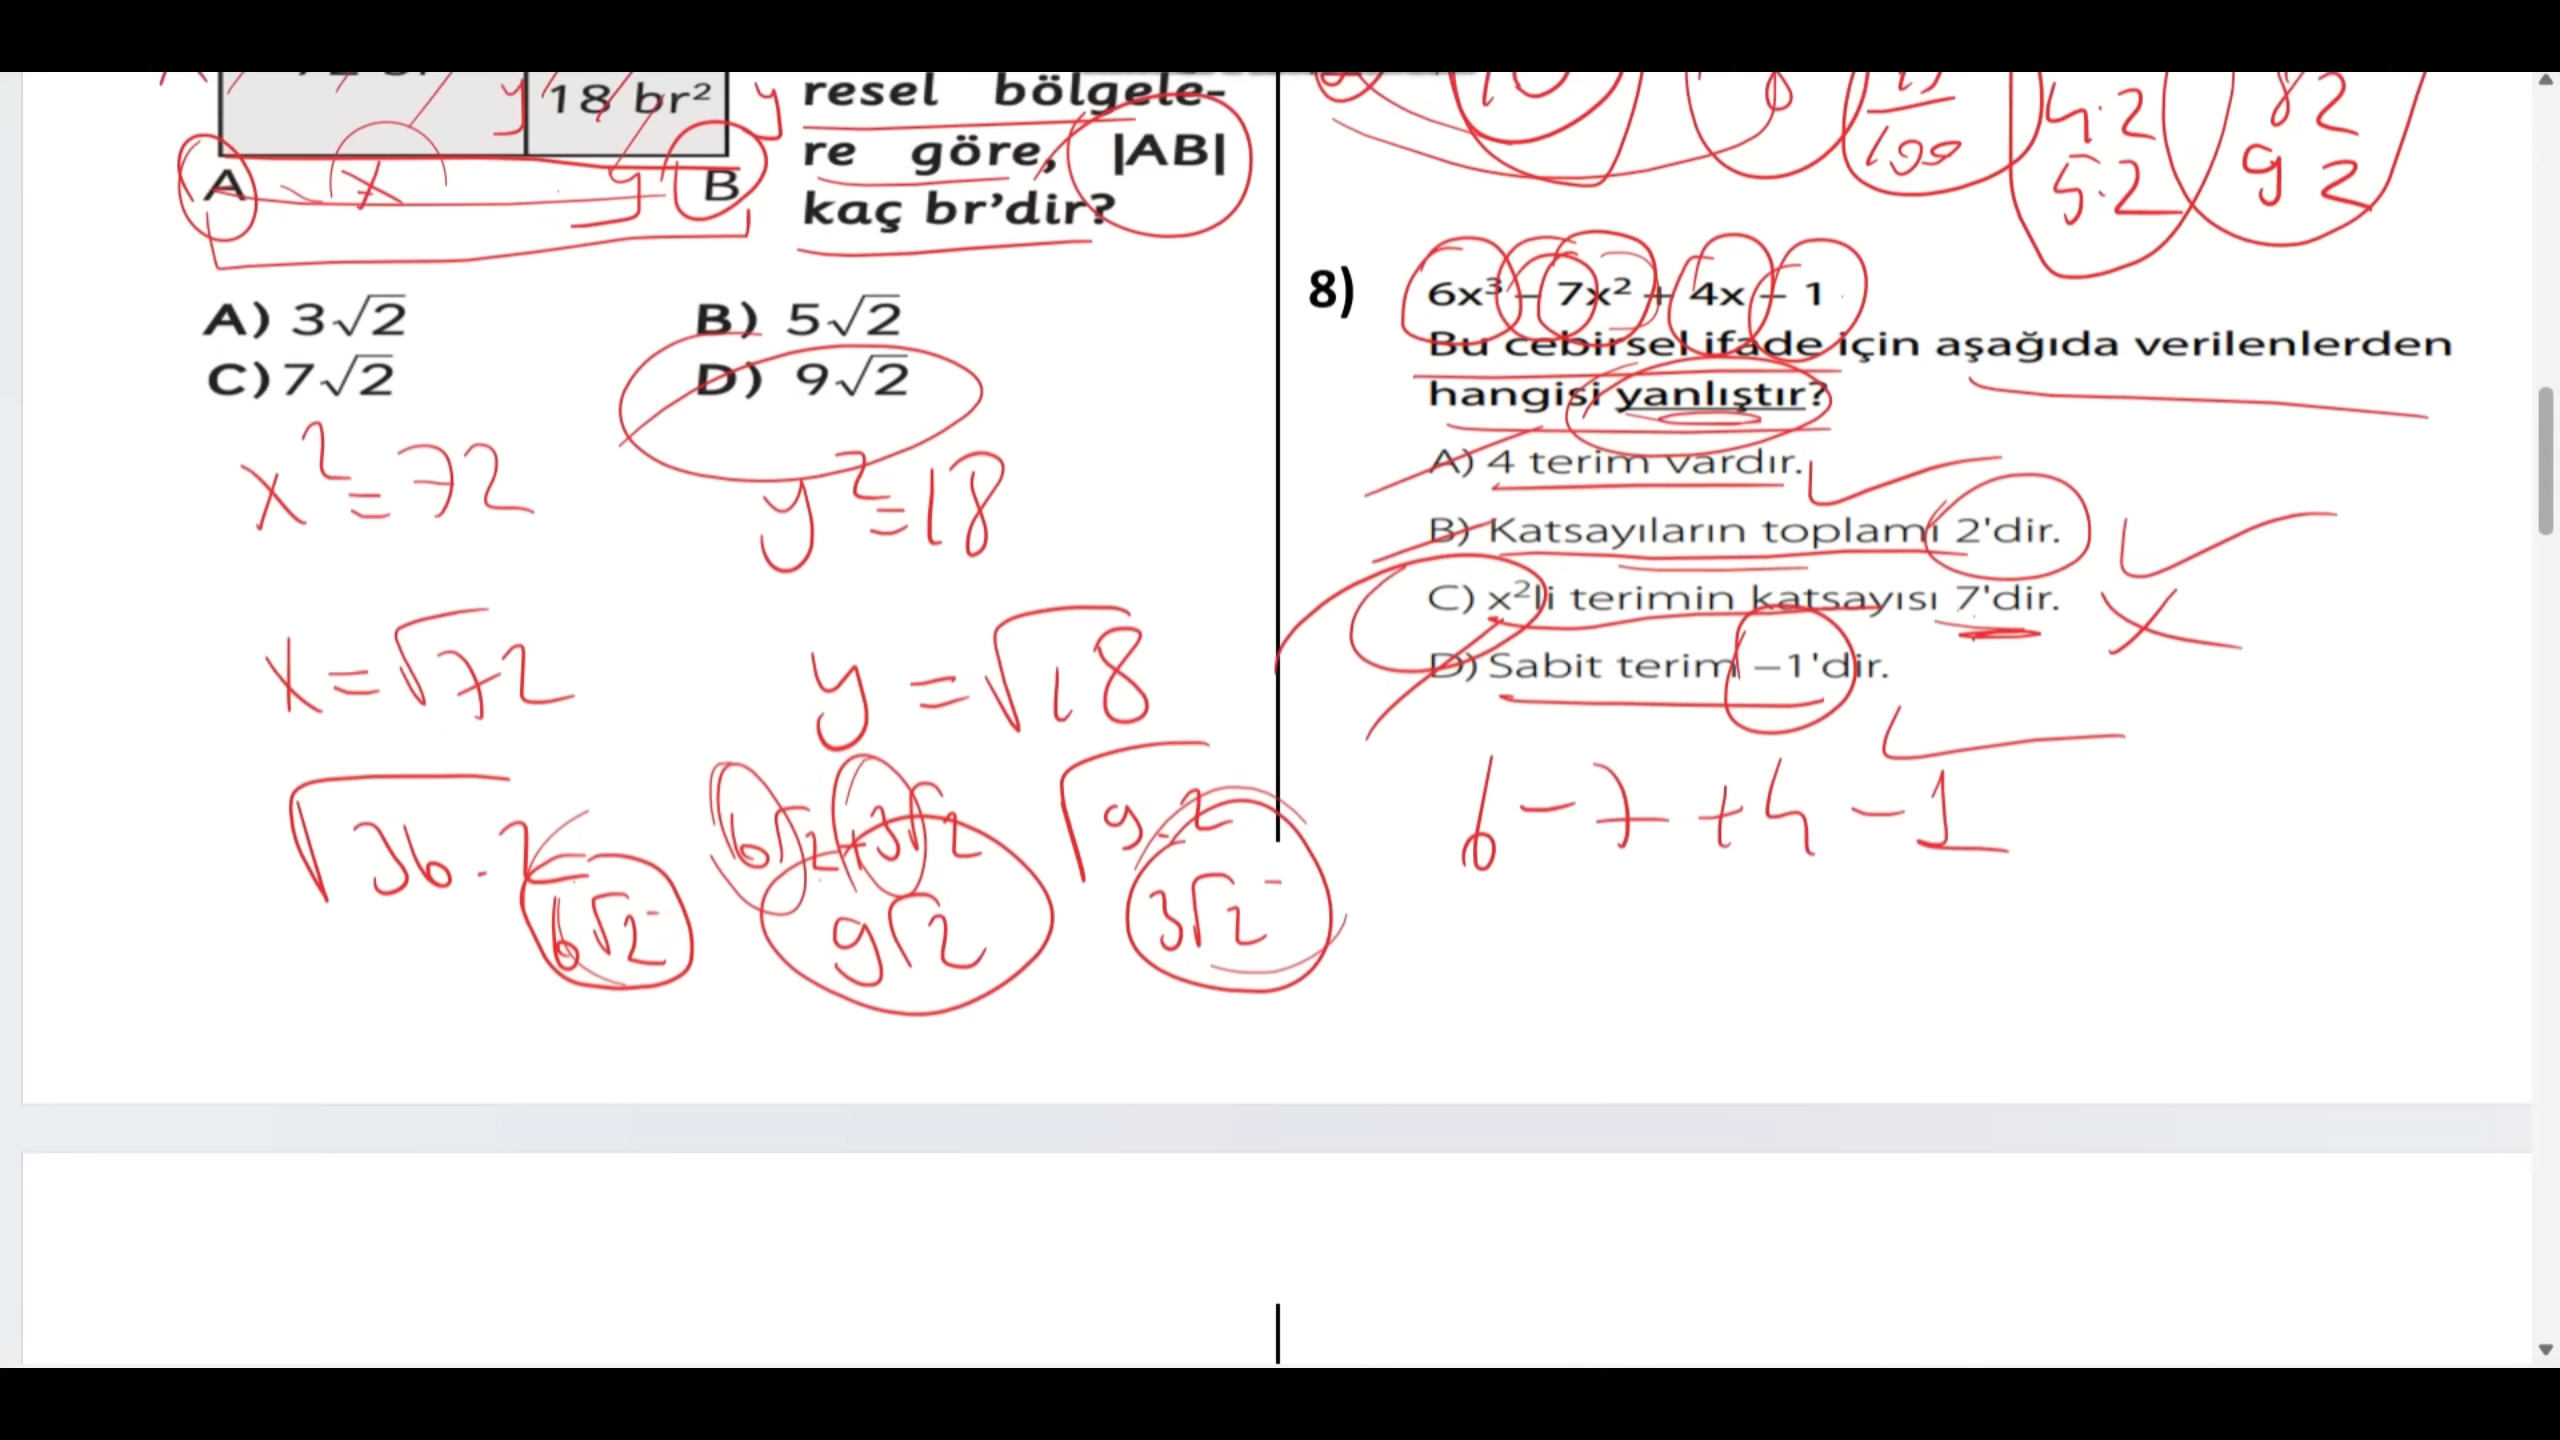 18 br²
y
y
A
x
y
B
resel bölgele-
re göre, |AB|
kaç br'dir?
A) 3√2
B) 5√2
C) 7√2
D) 9√2
x² = 72
y² = 18
x = √72
y = √18
√36.2
6√2 + 3√2
√9.2
6√2
9√2
3√2
10
100
4.2
5.2
82
92
8)
6x³ – 7x² + 4x – 1
Bu cebirsel ifade için aşağıda verilenlerden
hangisi yanlıştır?
A) 4 terim vardır.
B) Katsayıların toplamı 2'dir.
C) x²li terimin katsayısı 7'dir.
D) Sabit terim –1'dir.
6 - 7 + 4 - 1